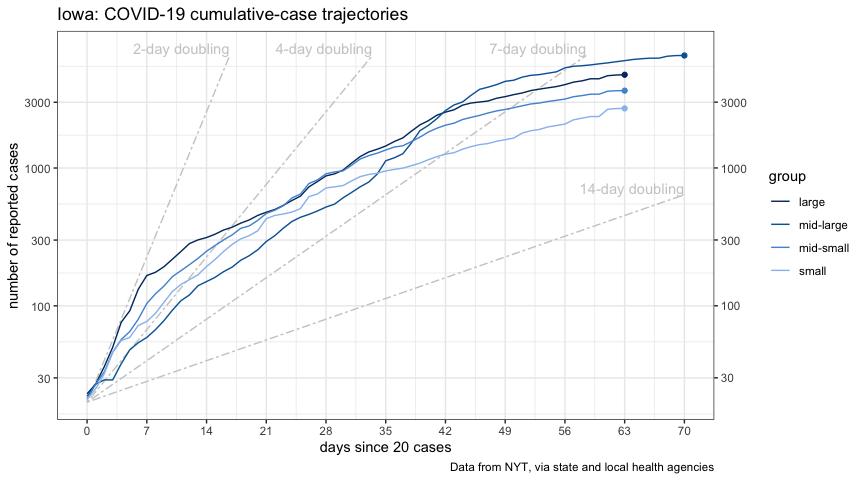 Iowa: COVID-19 cumulative-case trajectories
2-day doubling 4-day doubling 7-day doubling
14-day doubling
number of reported cases
3000
1000
300
100
30
3000
1000
300
100
30
0 7 14 21 28 35 42 49 56 63 70
days since 20 cases
group
large
mid-large
mid-small
small
Data from NYT, via state and local health agencies